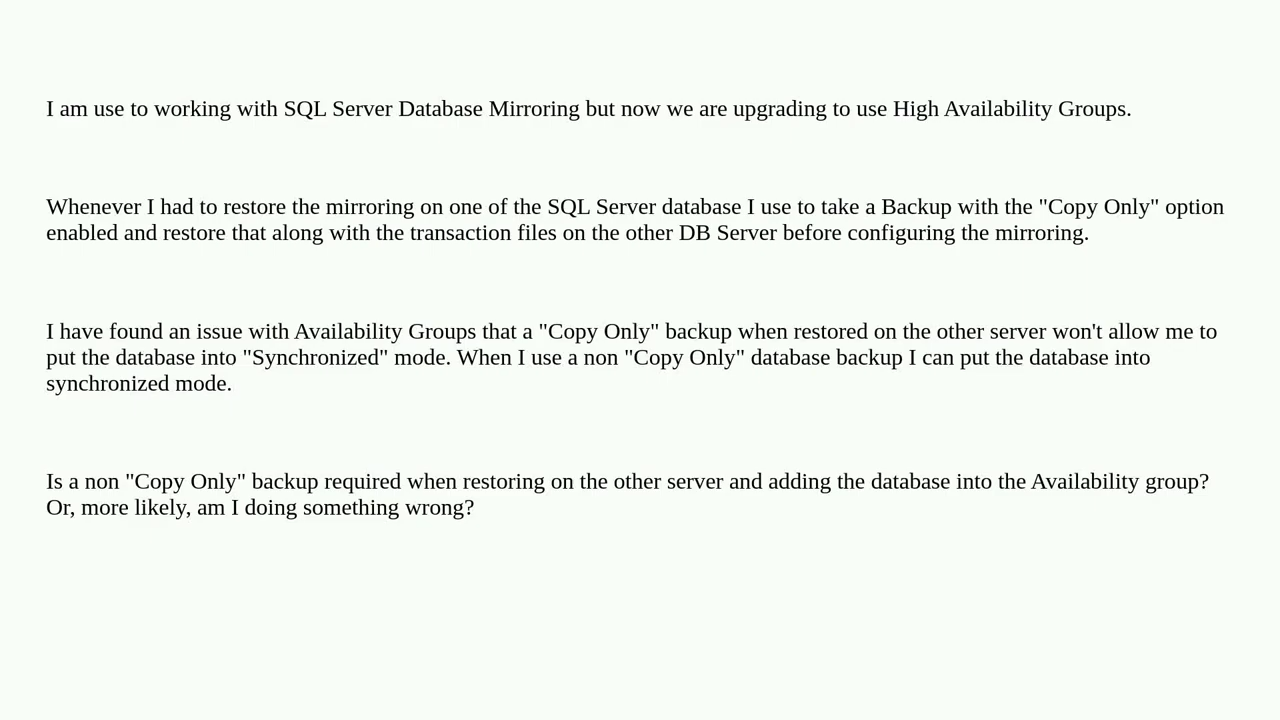 I am use to working with SQL Server Database Mirroring but now we are upgrading to use High Availability Groups.
Whenever I had to restore the mirroring on one of the SQL Server database I use to take a Backup with the "Copy Only" option
enabled and restore that along with the transaction files on the other DB Server before configuring the mirroring.
I have found an issue with Availability Groups that a "Copy Only" backup when restored on the other server won't allow me to
put the database into "Synchronized" mode. When I use a non "Copy Only" database backup I can put the database into
synchronized mode.
Is a non "Copy Only" backup required when restoring on the other server and adding the database into the Availability group?
Or, more likely, am I doing something wrong?